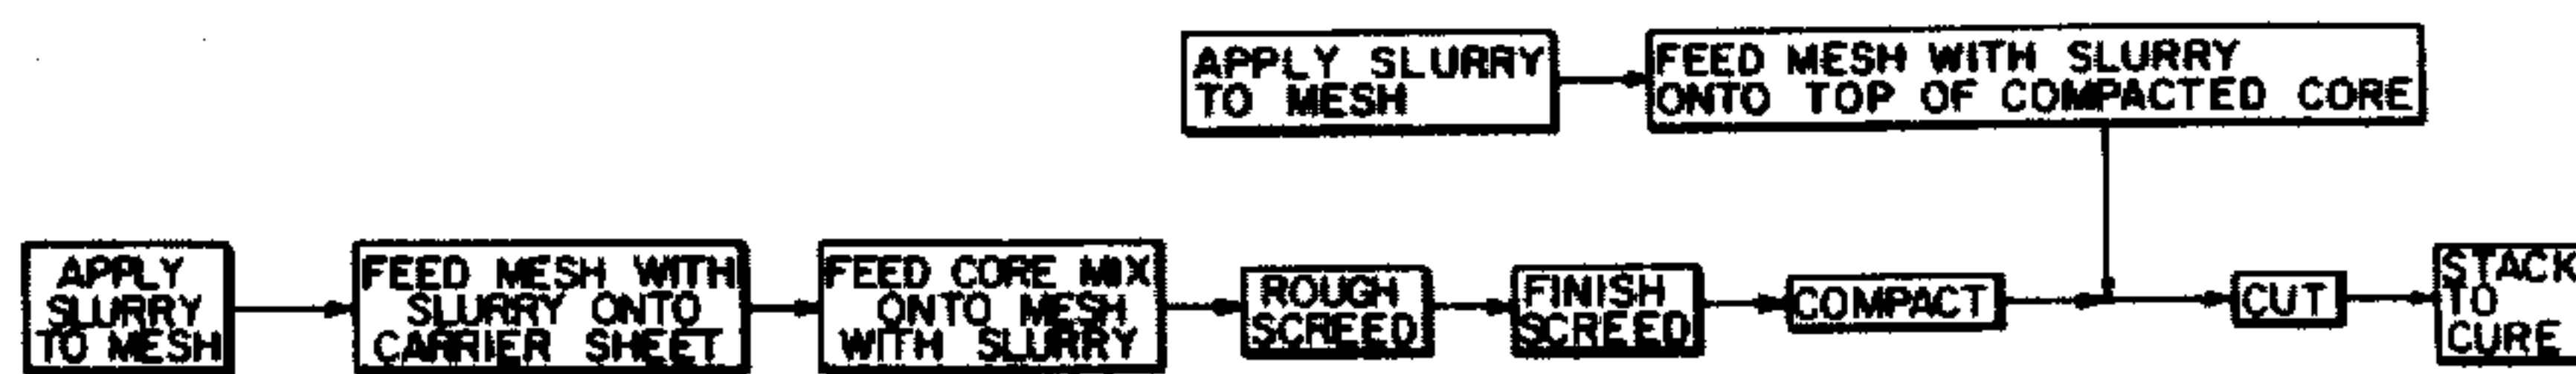 APPLY SLURRY
TO MESH
FEED MESH WITH SLURRY
ONTO TOP OF COMPACTED CORE
APPLY
SLURRY
TO MESH
FEED MESH WITH
SLURRY ONTO
CARRIER SHEET
FEED CORE MIX
ONTO MESH
WITH SLURRY
ROUGH
SCREED
FINISH
SCREED
COMPACT
CUT
STACK
TO
CURE